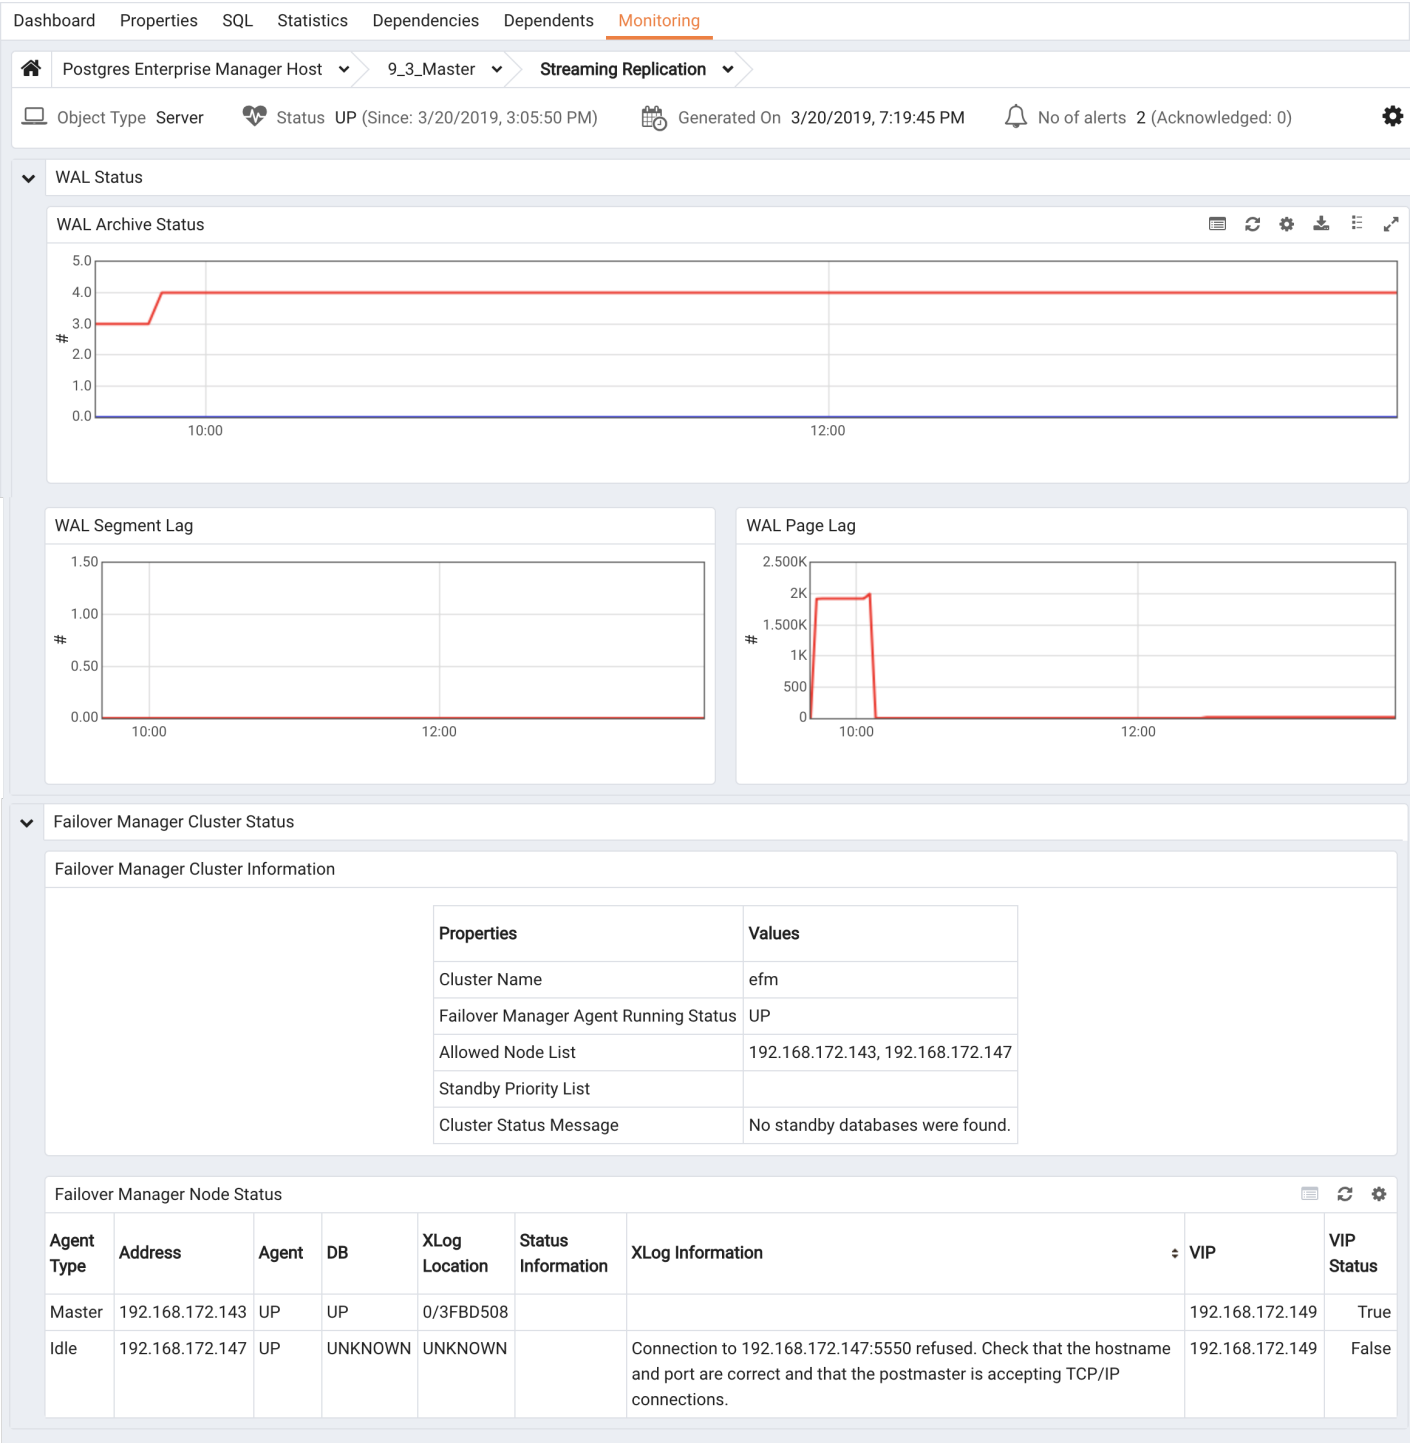 Dashboard Properties SQL Statistics Dependencies Dependents Monitoring
Postgres Enterprise Manager Host 9_3_Master Streaming Replication
Object Type Server Status UP (Since: 3/20/2019, 3:05:50 PM) Generated On 3/20/2019, 7:19:45 PM No of alerts 2 (Acknowledged: 0)
WAL Status
WAL Archive Status
5.0
4.0
3.0
#
2.0
1.0
0.0
10:00 12:00
WAL Segment Lag
1.50
1.00
#
0.50
0.00
10:00 12:00
WAL Page Lag
2.500K
2K
1.500K
#
1K
500
0
10:00 12:00
Failover Manager Cluster Status
Failover Manager Cluster Information
Properties Values
Cluster Name efm
Failover Manager Agent Running Status UP
Allowed Node List 192.168.172.143, 192.168.172.147
Standby Priority List
Cluster Status Message No standby databases were found.
Failover Manager Node Status
Agent Type Address Agent DB XLog Location Status Information XLog Information VIP VIP Status
Master 192.168.172.143 UP UP 0/3FBD508 192.168.172.149 True
Idle 192.168.172.147 UP UNKNOWN UNKNOWN Connection to 192.168.172.147:5550 refused. Check that the hostname 192.168.172.149 False
and port are correct and that the postmaster is accepting TCP/IP
connections.